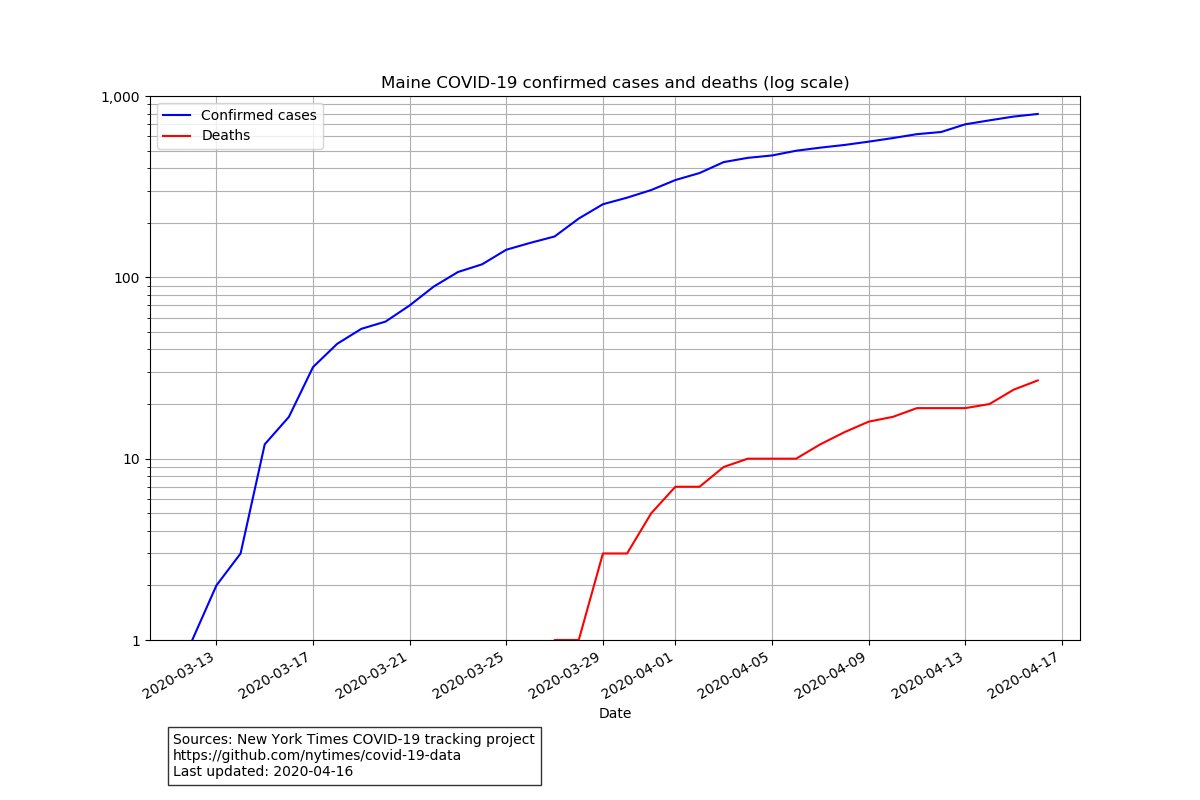 Maine COVID-19 confirmed cases and deaths (log scale)
1,000
100
10
1
Confirmed cases
Deaths
2020-03-13
2020-03-17
2020-03-21
2020-03-25
2020-03-29
2020-04-01
2020-04-05
2020-04-09
2020-04-13
2020-04-17
Date
Sources: New York Times COVID-19 tracking project
https://github.com/nytimes/covid-19-data
Last updated: 2020-04-16